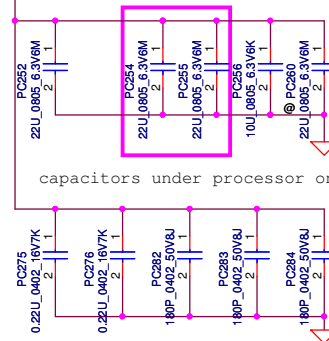 PC252
22U_0805_6.3V6M
1
2
PC254
22U_0805_6.3V6M
1
2
PC255
22U_0805_6.3V6M
1
2
PC256
10U_0805_6.3V6K
1
2
@ PC260
22U_0805_6.3V6M
1
2
capacitors under processor on
PC275
0.22U_0402_16V7K
1
2
PC276
0.22U_0402_16V7K
1
2
PC282
180P_0402_50V8J
1
2
PC283
180P_0402_50V8J
1
2
PC284
180P_0402_50V8J
1
2